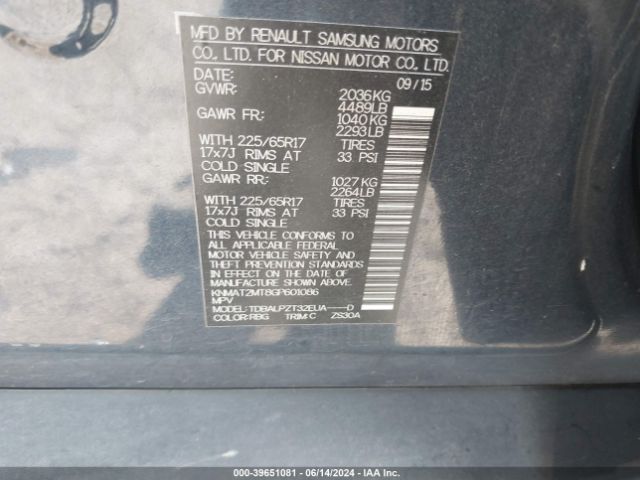 MFD BY RENAULT SAMSUNG MOTORS
CO., LTD. FOR NISSAN MOTOR CO., LTD.
DATE: 09/15
GVWR: 2036KG
4489LB
GAWR FR: 1040KG
2293LB
WITH 225/65R17 TIRES
17x7J RIMS AT 33 PSI
COLD SINGLE
GAWR RR: 1027KG
2264LB
WITH 225/65R17 TIRES
17x7J RIMS AT 33 PSI
COLD SINGLE
THIS VEHICLE CONFORMS TO
ALL APPLICABLE FEDERAL
MOTOR VEHICLE SAFETY AND
THEFT PREVENTION STANDARDS
IN EFFECT ON THE DATE OF
MANUFACTURE SHOWN ABOVE.
KNMAT2MT8GP601086
MPV
MODEL: TDBALPZT32EUA----D
COLOR:RBG TRIM:C ZS30A
000-39651081 - 06/14/2024 - IAA Inc.